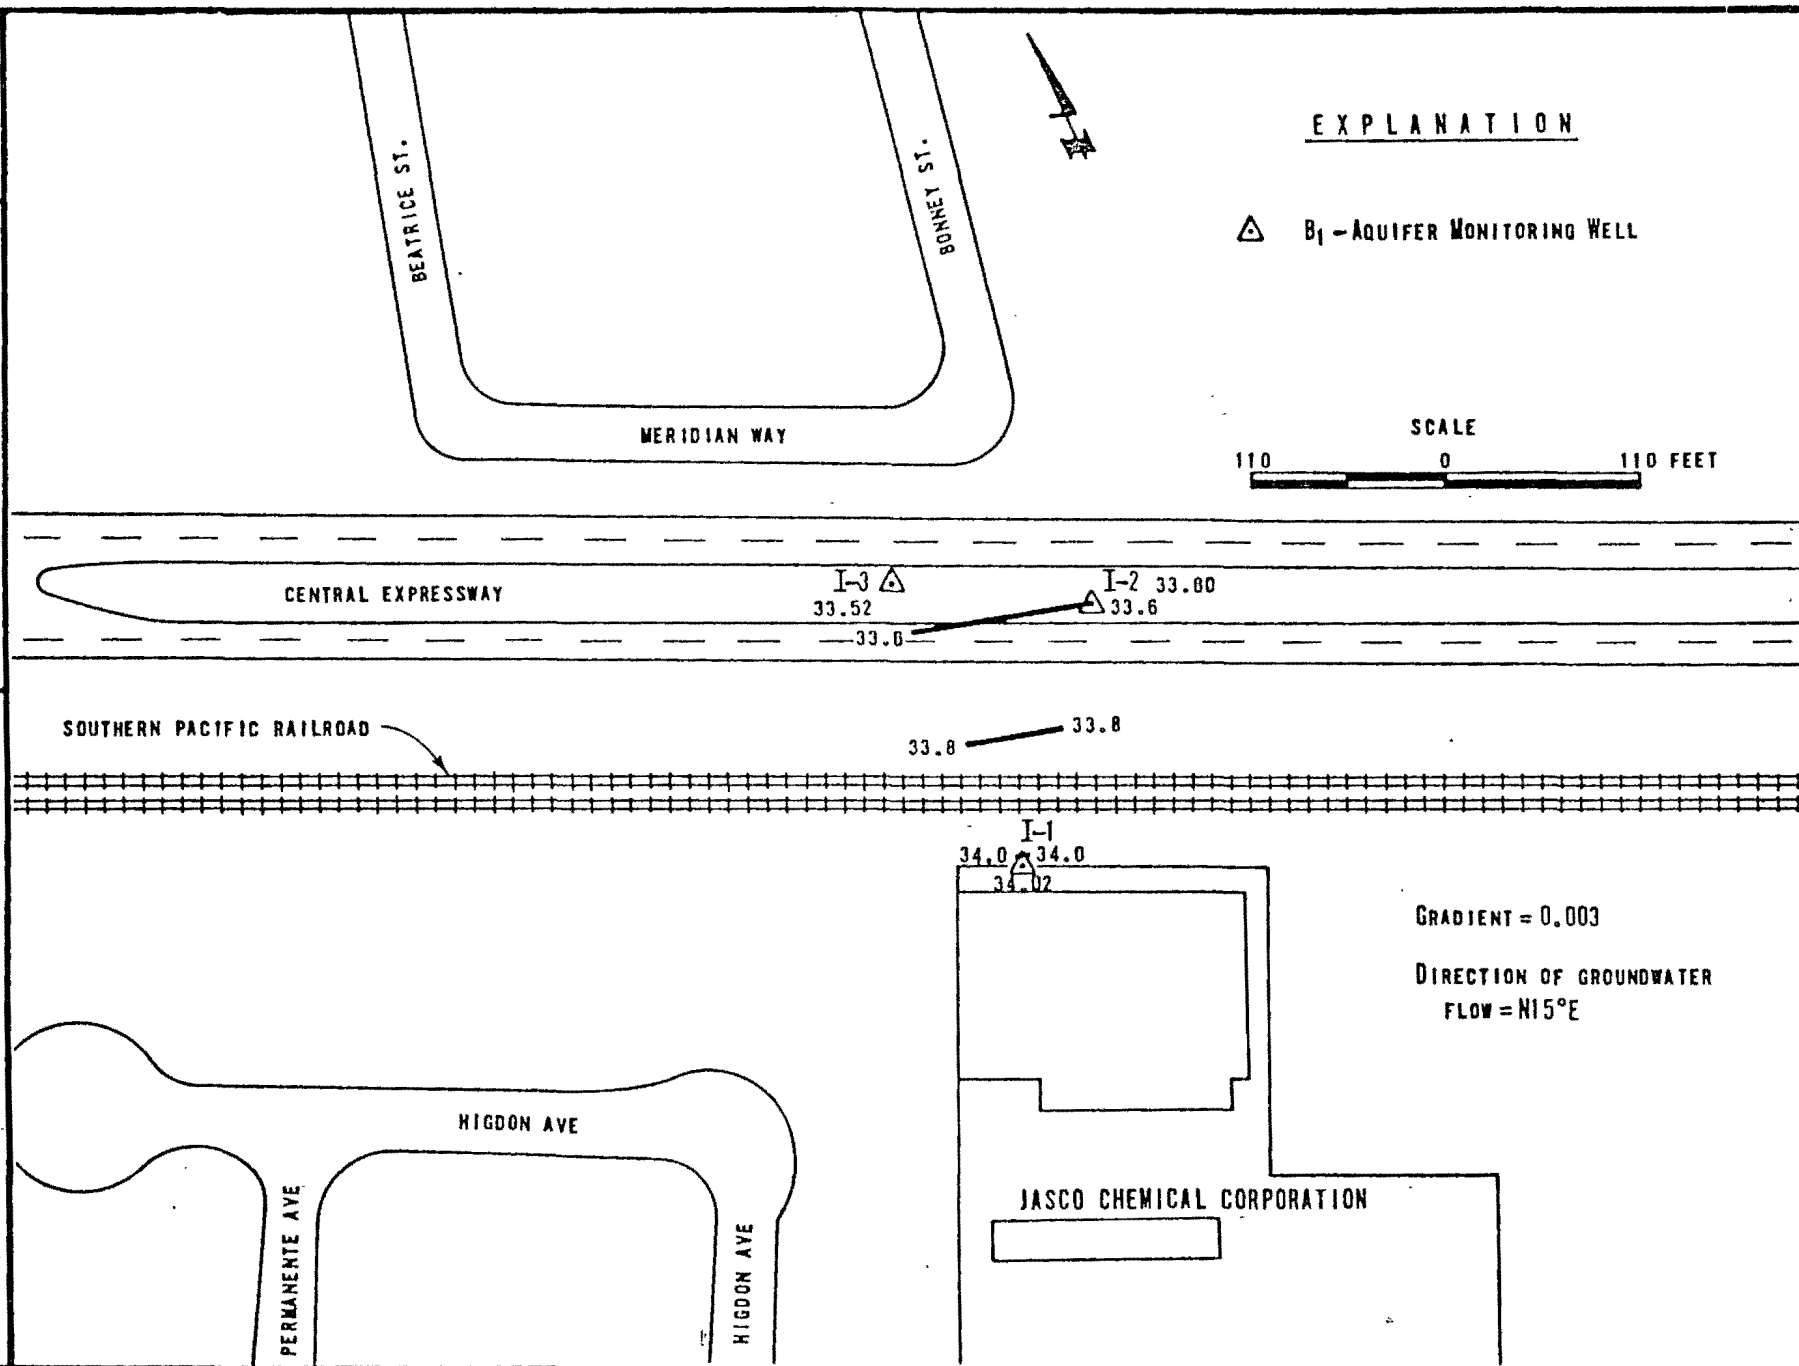 EXPLANATION
B1 - AQUIFER MONITORING WELL
BEATRICE ST.
BONNEY ST.
MERIDIAN WAY
SCALE
110 0 110 FEET
CENTRAL EXPRESSWAY
I-3
33.52
I-2 33.60
33.6
33.6
SOUTHERN PACIFIC RAILROAD
33.8
33.8
I-1
34.0 34.0
34.02
GRADIENT = 0.003
DIRECTION OF GROUNDWATER
FLOW = N15°E
HIGDON AVE
PERMANENTE AVE
HIGDON AVE
JASCO CHEMICAL CORPORATION